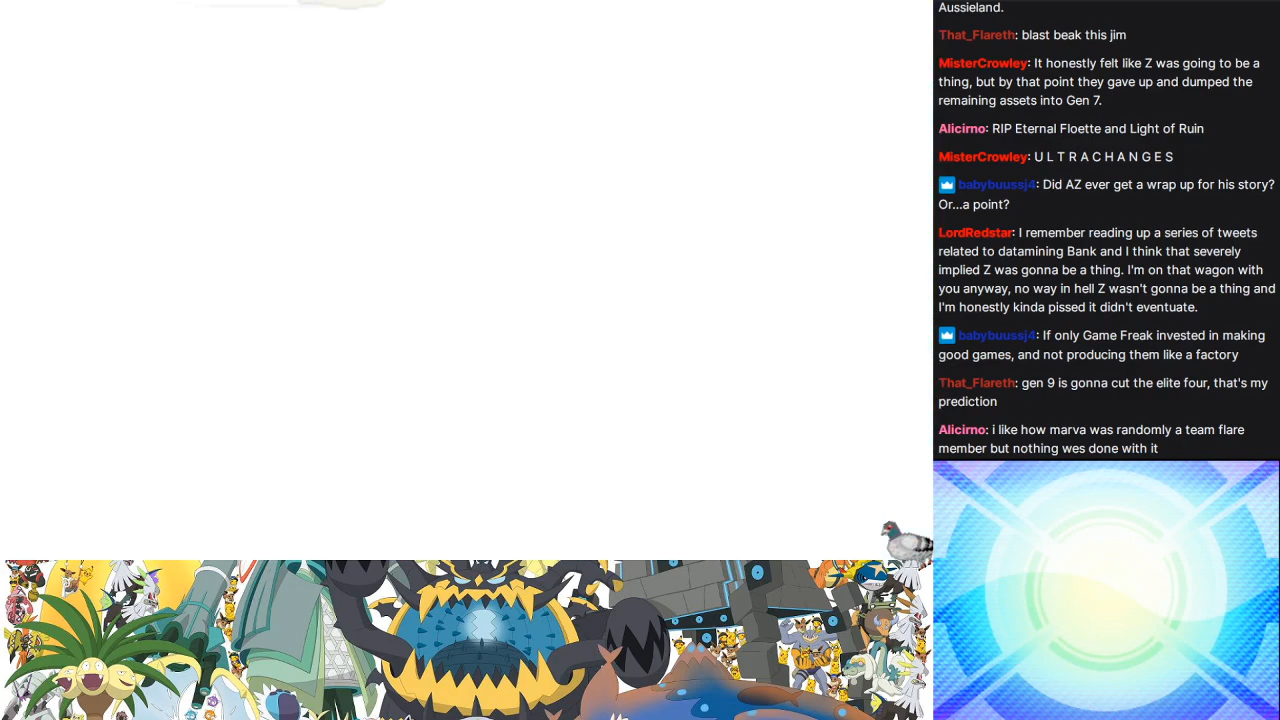 Aussieland.
That_Flareth: blast beak this jim
MisterCrowley: It honestly felt like Z was going to be a
thing, but by that point they gave up and dumped the
remaining assets into Gen 7.
Alicirno: RIP Eternal Floette and Light of Ruin
MisterCrowley: U L T R A C H A N G E S
babybuussj4: Did AZ ever get a wrap up for his story?
Or...a point?
LordRedstar: I remember reading up a series of tweets
related to datamining Bank and I think that severely
implied Z was gonna be a thing. I'm on that wagon with
you anyway, no way in hell Z wasn't gonna be a thing and
I'm honestly kinda pissed it didn't eventuate.
babybuussj4: If only Game Freak invested in making
good games, and not producing them like a factory
That_Flareth: gen 9 is gonna cut the elite four, that's my
prediction
Alicirno: i like how marva was randomly a team flare
member but nothing wes done with it